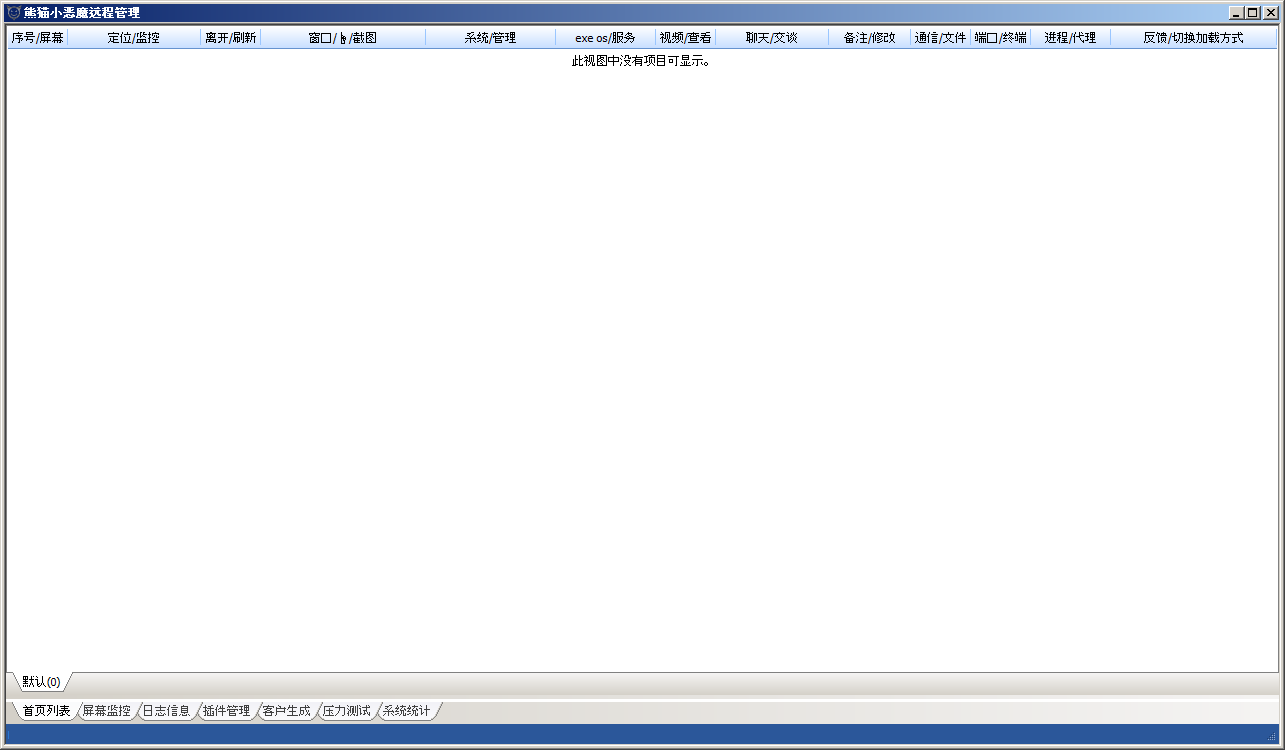 熊猫小恶魔远程管理
序号/屏幕 定位/监控 离开/刷新 窗口/ /截图 系统/管理 exe os/服务 视频/查看 聊天/交谈 备注/修改 通信/文件 端口/终端 进程/代理 反馈/切换加载方式
此视图中没有项目可显示。
默认(0)
首页列表 屏幕监控 日志信息 插件管理 客户生成 压力测试 系统统计